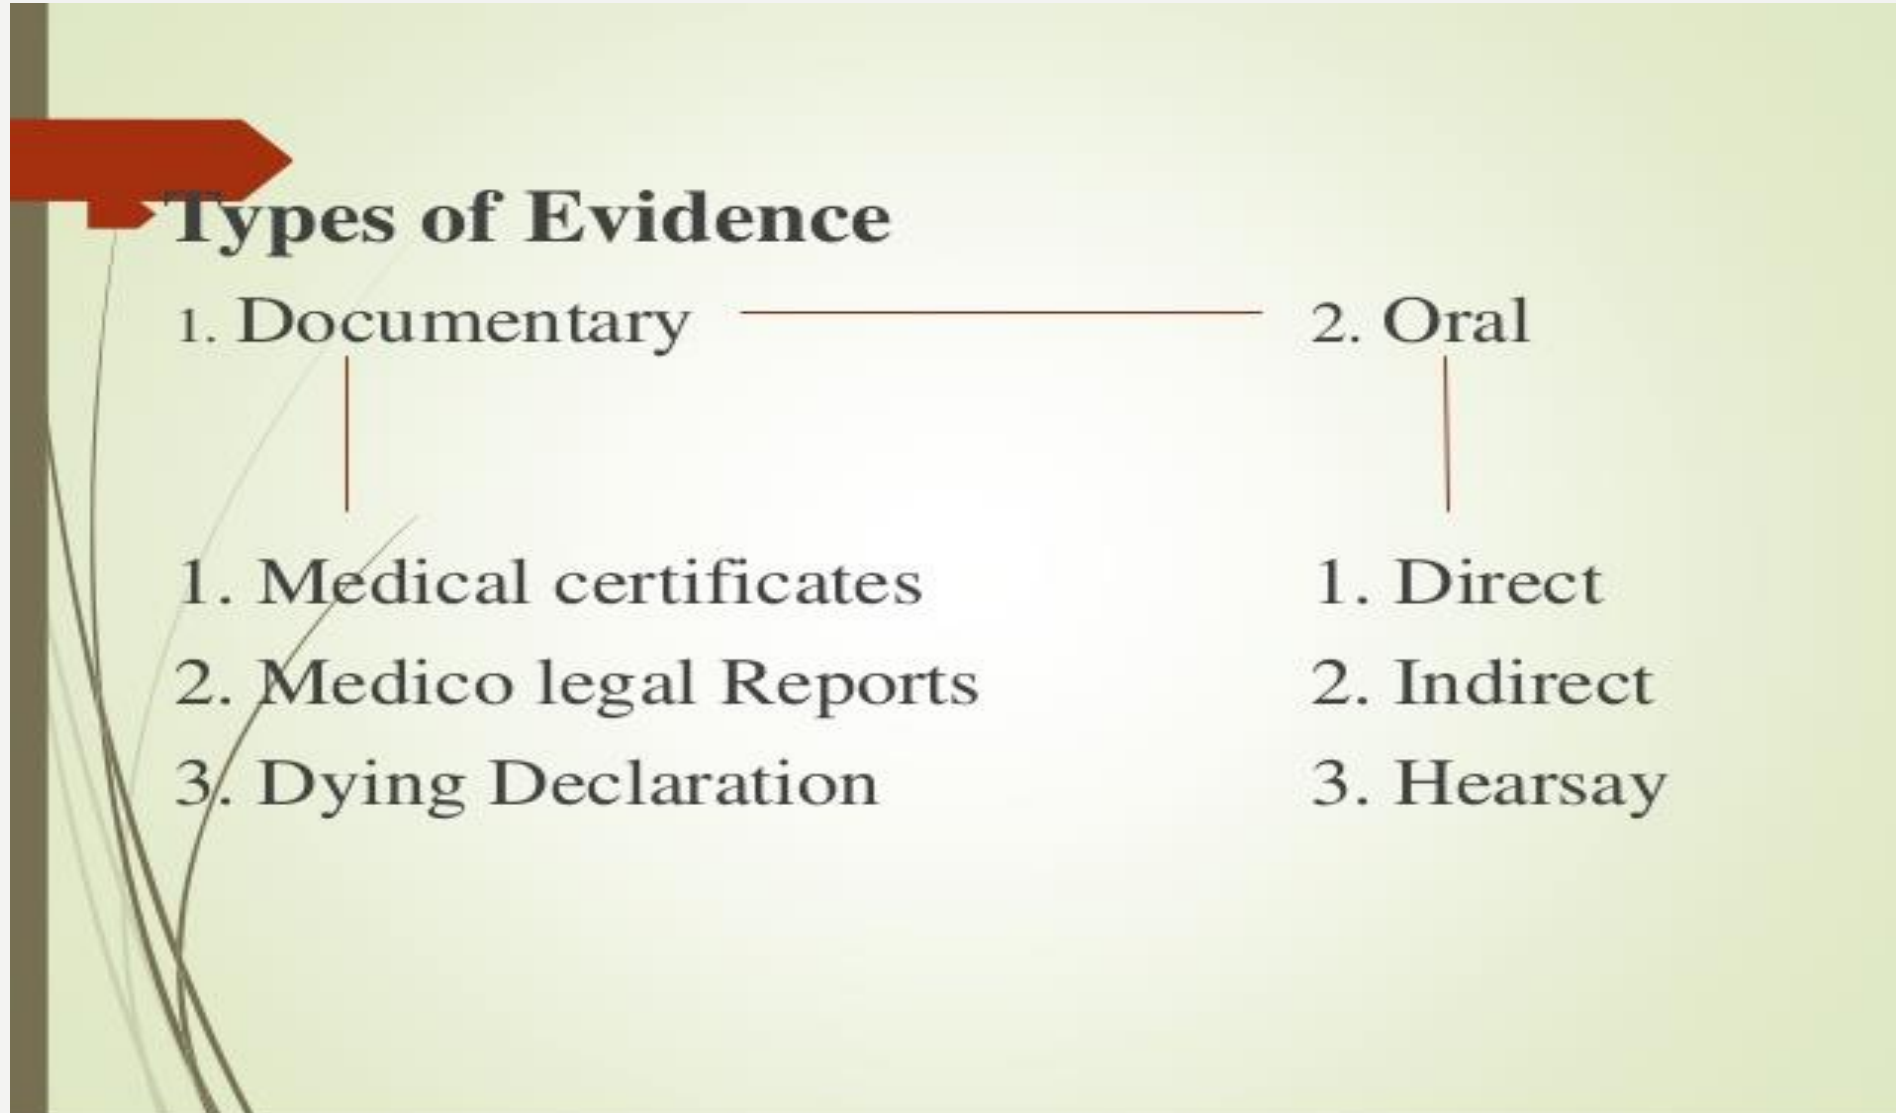 Types of Evidence
1. Documentary 2. Oral
1. Medical certificates 1. Direct
2. Medico legal Reports 2. Indirect
3. Dying Declaration 3. Hearsay